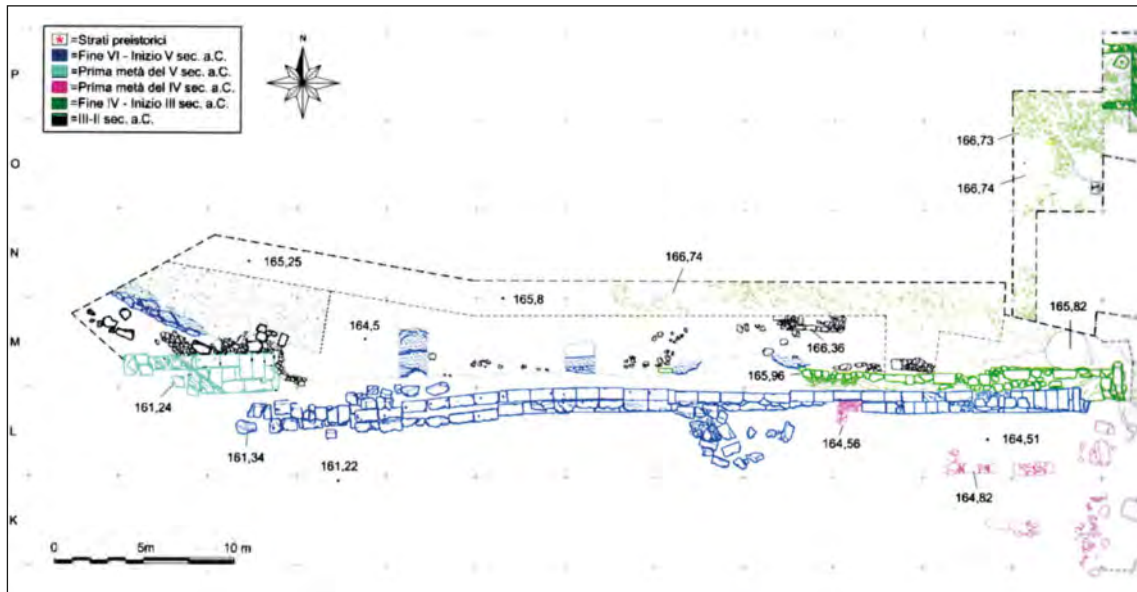 =Strati preistorici
=Fine VI - Inizio V sec. a.C.
=Prima metà del V sec. a.C.
=Prima metà del IV sec. a.C.
=Fine IV - Inizio III sec. a.C.
=III-II sec. a.C.
N
P
O
N
M
L
K
166,73
166,74
165,25
166,74
165,8
165,82
164,5
166,36
165,96
161,24
161,34
161,22
164,56
164,51
164,82
0 5m 10 m